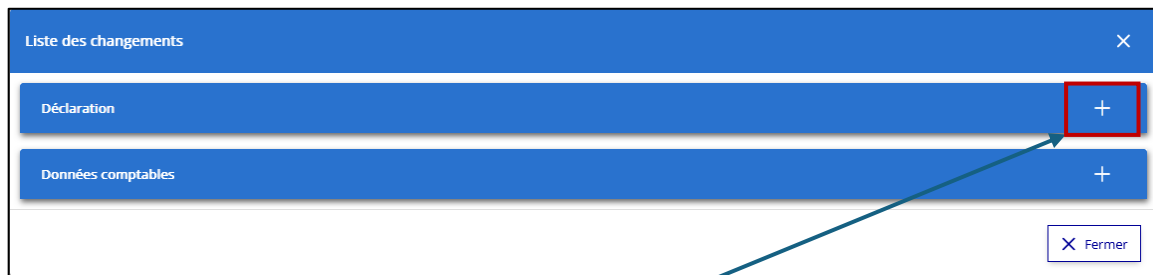 Liste des changements
Déclaration
Données comptables
Fermer